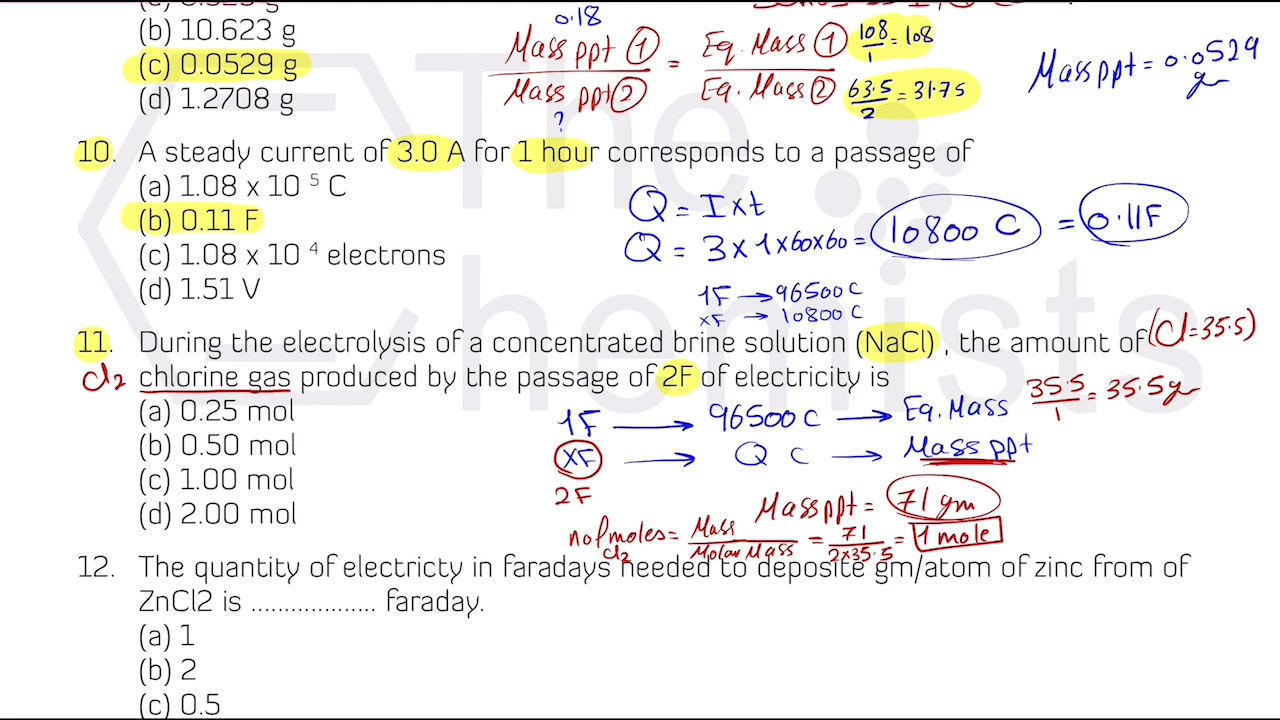 (b) 10.623 g
(c) 0.0529 g
(d) 1.2708 g
0.18
Mass ppt ① = Eq. Mass ① 108/1 = 108
Mass ppt ② Eq. Mass ② 63.5/2 = 31.75
?
Mass ppt = 0.0529 g
10. A steady current of 3.0 A for 1 hour corresponds to a passage of
(a) 1.08 x 10 5 C
(b) 0.11 F
(c) 1.08 x 10 4 electrons
(d) 1.51 V
Q = I x t
Q = 3 x 1 x 60 x 60 = 10800 C = 0.11F
1F → 96500 C
xF → 10800 C
11. During the electrolysis of a concentrated brine solution (NaCl) , the amount of (Cl=35.5)
Cl2 chlorine gas produced by the passage of 2F of electricity is
(a) 0.25 mol
(b) 0.50 mol
(c) 1.00 mol
(d) 2.00 mol
1F → 96500 C → Eq. Mass 35.5/1 = 35.5g
xF → Q C → Mass ppt
2F
Mass ppt = 71 gm
no of moles = Mass/Molar Mass = 71/2x35.5 = 1 mole
Cl2
12. The quantity of electricty in faradays needed to deposite gm/atom of zinc from of
ZnCl2 is ................... faraday.
(a) 1
(b) 2
(c) 0.5
The
Chemists